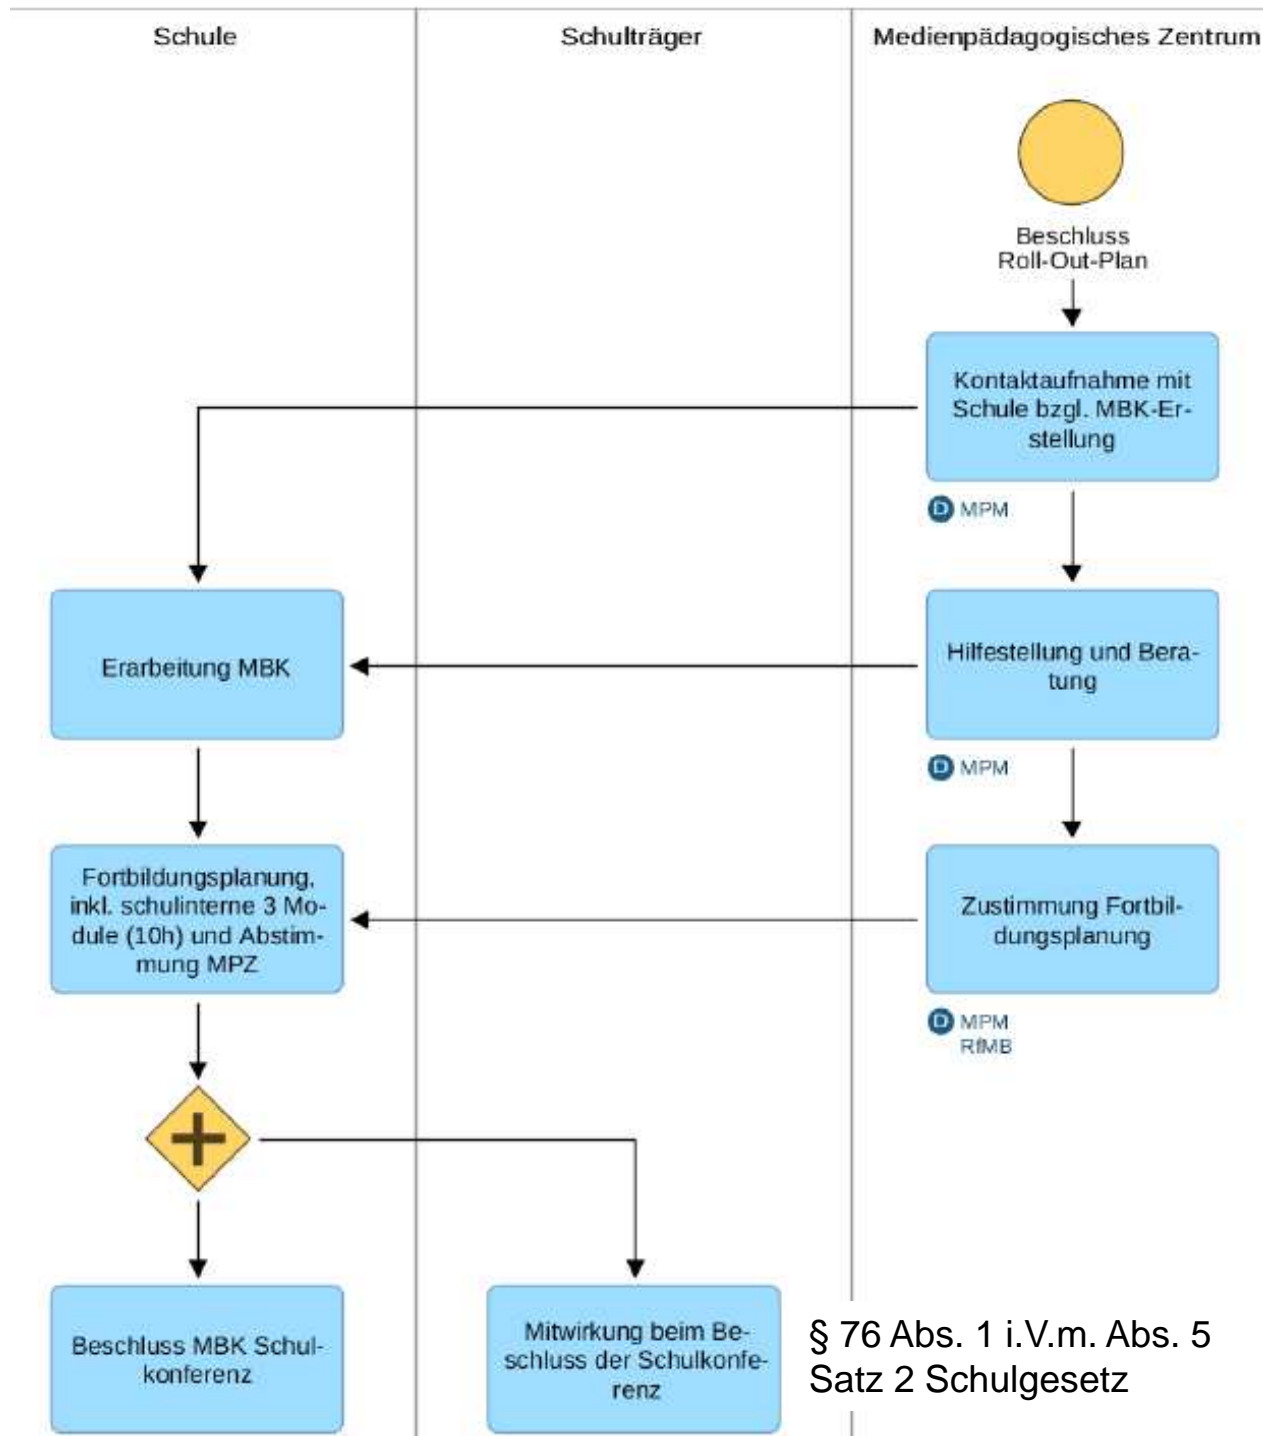 Schule
Schulträger
Medienpädagogisches Zentrum
Beschluss
Roll-Out-Plan
Kontaktaufnahme mit
Schule bzgl. MBK-Er-
stellung
D MPM
Erarbeitung MBK
Hilfestellung und Bera-
tung
D MPM
Fortbildungsplanung,
inkl. schulinterne 3 Mo-
dule (10h) und Abstim-
mung MPZ
Zustimmung Fortbil-
dungsplanung
D MPM
RfMB
Beschluss MBK Schul-
konferenz
Mitwirkung beim Be-
schluss der Schulkonfe-
renz
§ 76 Abs. 1 i.V.m. Abs. 5
Satz 2 Schulgesetz